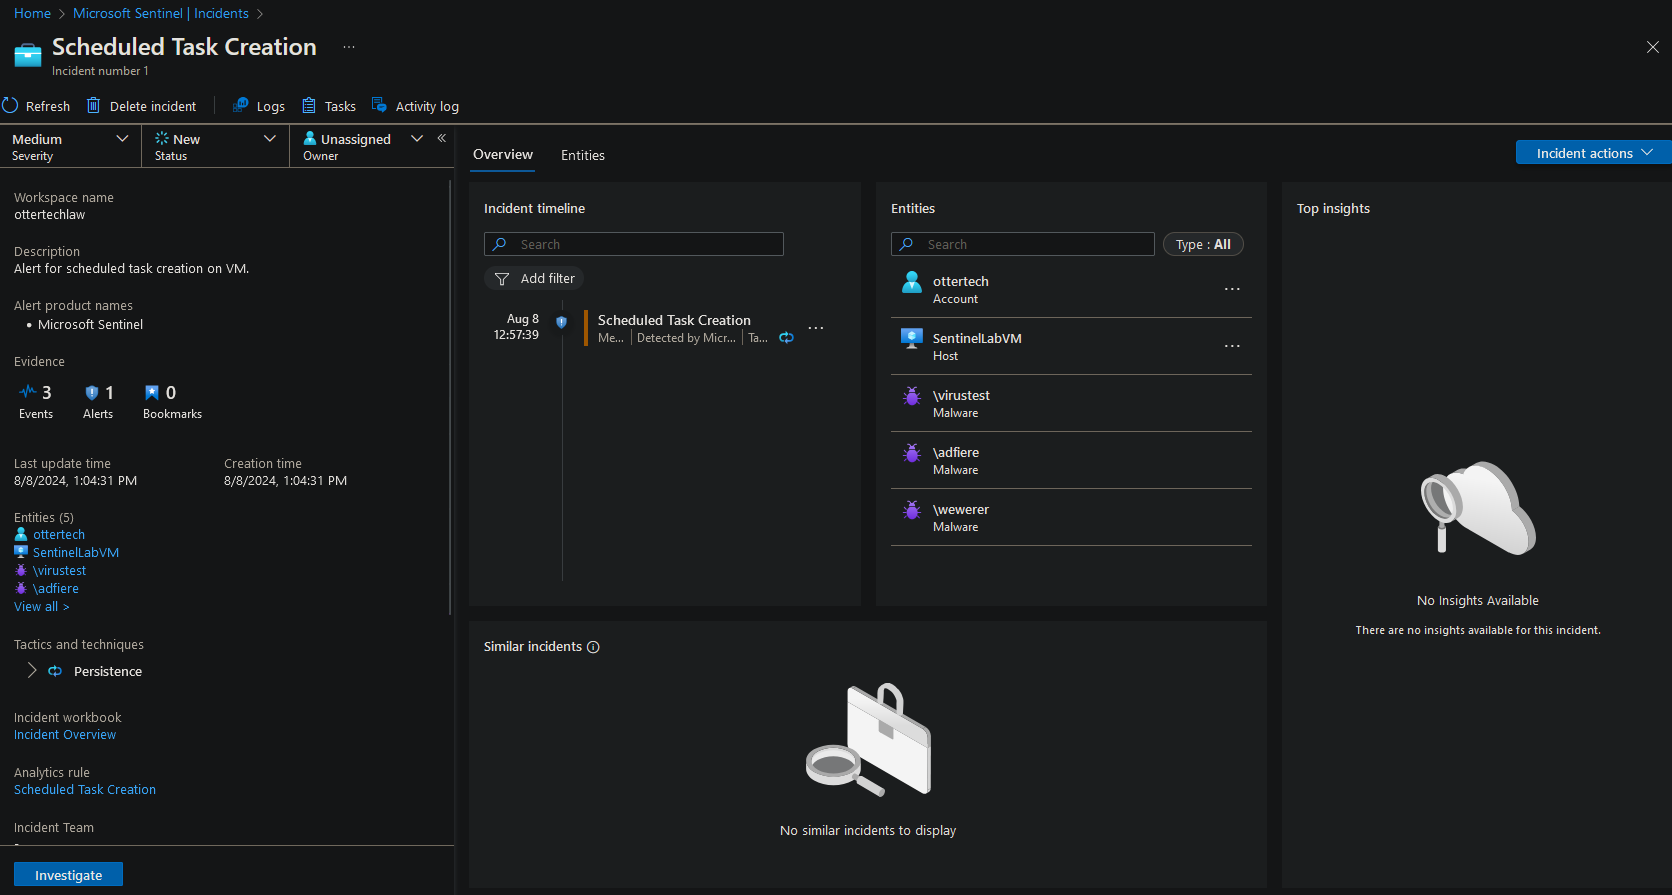 Home > Microsoft Sentinel | Incidents >
Scheduled Task Creation ...
Incident number 1
Refresh Delete incident Logs Tasks Activity log
Medium
Severity
New
Status
Unassigned
Owner
«
Workspace name
ottertechlaw
Description
Alert for scheduled task creation on VM.
Alert product names
• Microsoft Sentinel
Evidence
3 1 0
Events Alerts Bookmarks
Last update time Creation time
8/8/2024, 1:04:31 PM 8/8/2024, 1:04:31 PM
Entities (5)
ottertech
SentinelLabVM
\virustest
\adfiere
View all >
Tactics and techniques
Persistence
Incident workbook
Incident Overview
Analytics rule
Scheduled Task Creation
Incident Team
Investigate
Overview Entities
Incident actions
Incident timeline
Search
Add filter
Aug 8
12:57:39
Scheduled Task Creation ...
Me... | Detected by Micr... | Ta...
Entities
Search
Type : All
ottertech
Account
...
SentinelLabVM
Host
...
\virustest
Malware
\adfiere
Malware
\wewerer
Malware
Top insights
No Insights Available
There are no insights available for this incident.
Similar incidents
No similar incidents to display